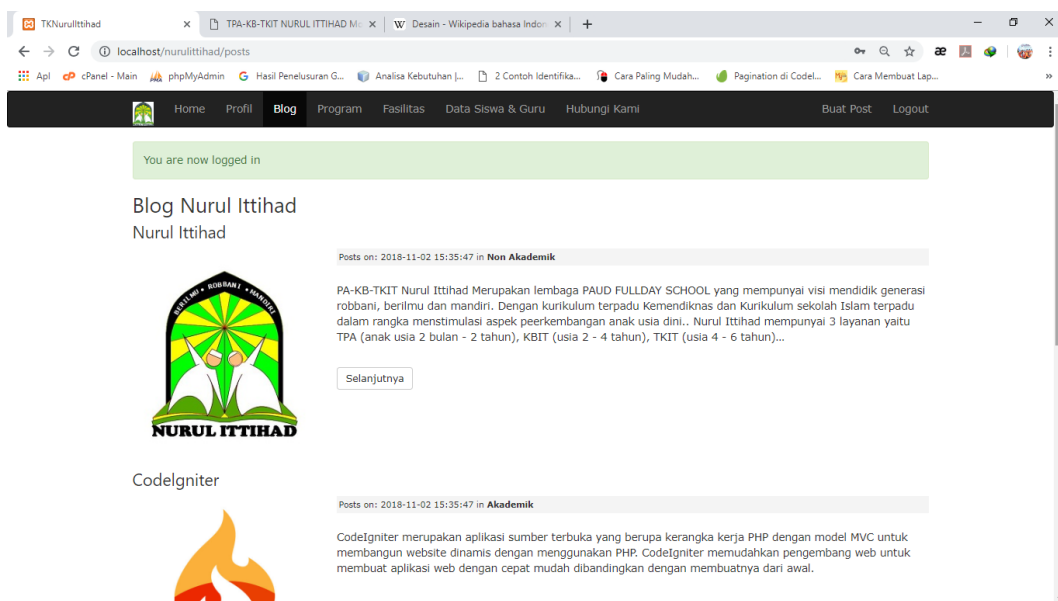 TKNurulIttihad
TPA-KB-TKIT NURUL ITTIHAD Mo
W Desain - Wikipedia bahasa Indon
localhost/nurulittihad/posts
Apl cPanel - Main phpMyAdmin Hasil Penelusuran G... Analisa Kebutuhan |... 2 Contoh Identifika... Cara Paling Mudah... Pagination di CodeI... Cara Membuat Lap... »
Home Profil Blog Program Fasilitas Data Siswa & Guru Hubungi Kami Buat Post Logout
You are now logged in
Blog Nurul Ittihad
Nurul Ittihad
BERILMU • ROBBANI • MANDIRI
NURUL ITTIHAD
Posts on: 2018-11-02 15:35:47 in Non Akademik
PA-KB-TKIT Nurul Ittihad Merupakan lembaga PAUD FULLDAY SCHOOL yang mempunyai visi mendidik generasi
robbani, berilmu dan mandiri. Dengan kurikulum terpadu Kemendiknas dan Kurikulum sekolah Islam terpadu
dalam rangka menstimulasi aspek peerkembangan anak usia dini.. Nurul Ittihad mempunyai 3 layanan yaitu
TPA (anak usia 2 bulan - 2 tahun), KBIT (usia 2 - 4 tahun), TKIT (usia 4 - 6 tahun)...
Selanjutnya
CodeIgniter
Posts on: 2018-11-02 15:35:47 in Akademik
CodeIgniter merupakan aplikasi sumber terbuka yang berupa kerangka kerja PHP dengan model MVC untuk
membangun website dinamis dengan menggunakan PHP. CodeIgniter memudahkan pengembang web untuk
membuat aplikasi web dengan cepat mudah dibandingkan dengan membuatnya dari awal.